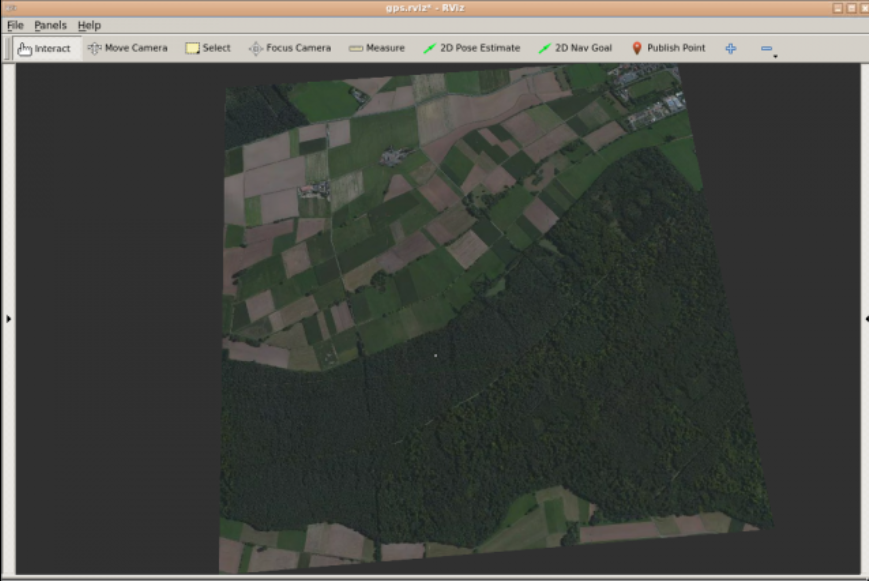 gps.rviz* - RViz
File Panels Help
Interact Move Camera Select Focus Camera Measure 2D Pose Estimate 2D Nav Goal Publish Point